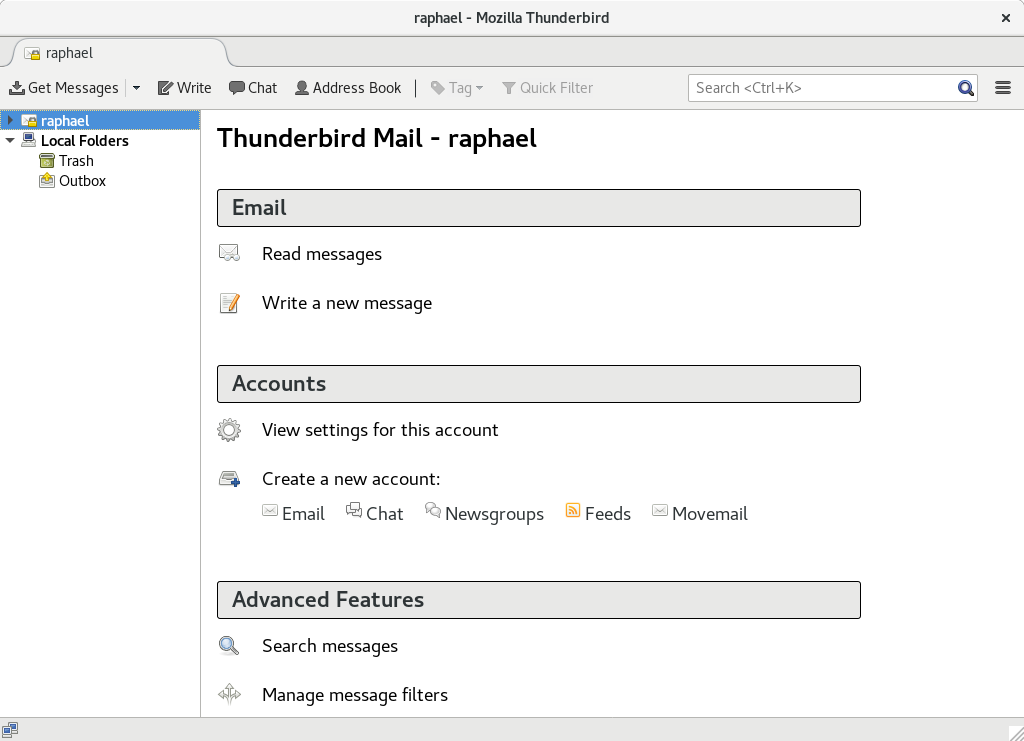 raphael - Mozilla Thunderbird
raphael
Get Messages Write Chat Address Book Tag Quick Filter Search <Ctrl+K>
raphael
Local Folders
Trash
Outbox
Thunderbird Mail - raphael
Email
Read messages
Write a new message
Accounts
View settings for this account
Create a new account:
Email Chat Newsgroups Feeds Movemail
Advanced Features
Search messages
Manage message filters